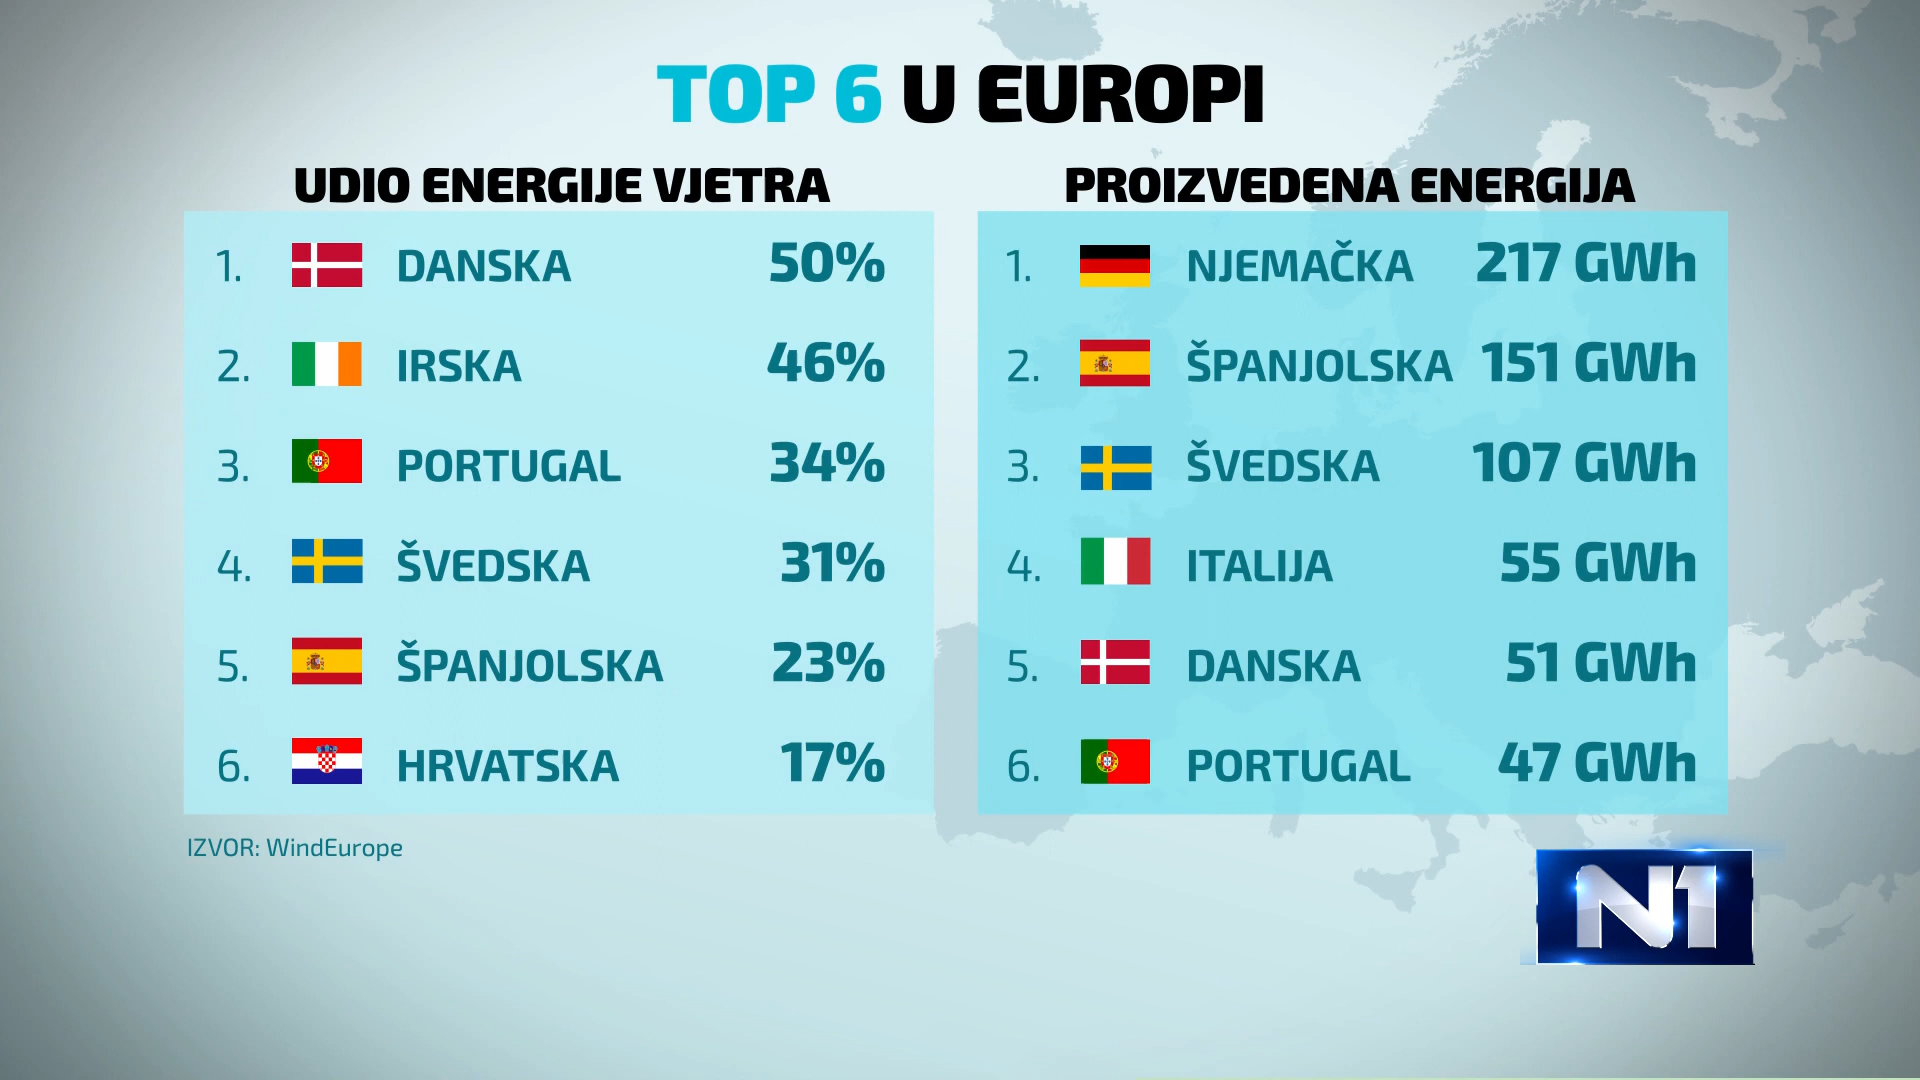 TOP 6 U EUROPI
UDIO ENERGIJE VJETRA
1. DANSKA 50%
2. IRSKA 46%
3. PORTUGAL 34%
4. ŠVEDSKA 31%
5. ŠPANJOLSKA 23%
6. HRVATSKA 17%
PROIZVEDENA ENERGIJA
1. NJEMAČKA 217 GWh
2. ŠPANJOLSKA 151 GWh
3. ŠVEDSKA 107 GWh
4. ITALIJA 55 GWh
5. DANSKA 51 GWh
6. PORTUGAL 47 GWh
IZVOR: WindEurope
N1